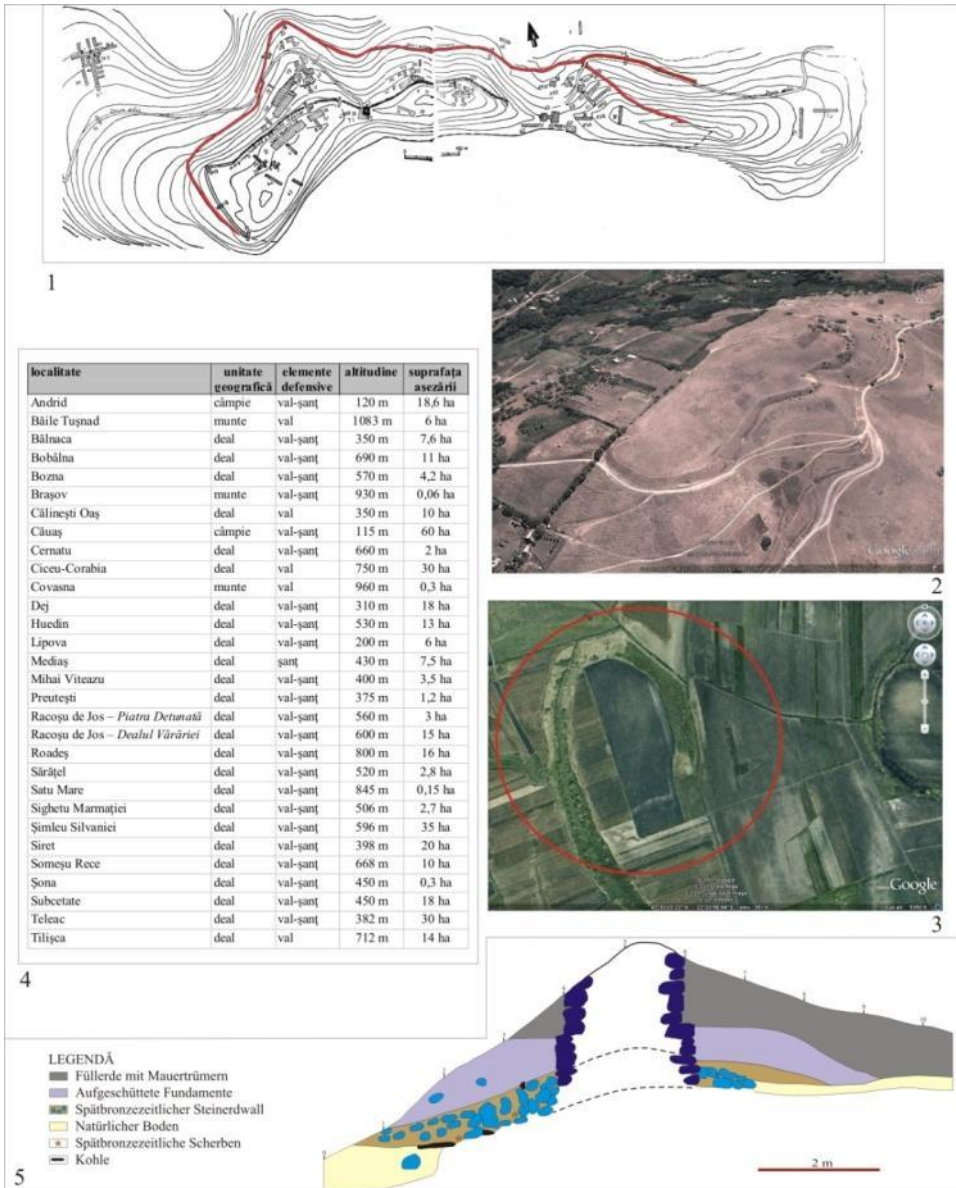 1
Google
2
Google
3
localitate unitate geografică elemente defensive altitudine suprafața așezării
Andrid câmpie val-șanț 120 m 18,6 ha
Băile Tușnad munte val 1083 m 6 ha
Bălnaca deal val-șanț 350 m 7,6 ha
Bobâlna deal val-șanț 690 m 11 ha
Bozna deal val-șanț 570 m 4,2 ha
Brașov munte val-șanț 930 m 0,06 ha
Călinești Oaș deal val 350 m 10 ha
Căuaș câmpie val-șanț 115 m 60 ha
Cernatu deal val-șanț 660 m 2 ha
Ciceu-Corabia deal val 750 m 30 ha
Covasna munte val 960 m 0,3 ha
Dej deal val-șanț 310 m 18 ha
Huedin deal val-șanț 530 m 13 ha
Lipova deal val-șanț 200 m 6 ha
Mediaș deal șanț 430 m 7,5 ha
Mihai Viteazu deal val-șanț 400 m 3,5 ha
Preutești deal val-șanț 375 m 1,2 ha
Racoșu de Jos – Piatra Detunată deal val-șanț 560 m 3 ha
Racoșu de Jos – Dealul Vărăriei deal val-șanț 600 m 15 ha
Roadeș deal val-șanț 800 m 16 ha
Sărățel deal val-șanț 520 m 2,8 ha
Satu Mare deal val-șanț 845 m 0,15 ha
Sighetu Marmației deal val-șanț 506 m 2,7 ha
Șimleu Silvaniei deal val-șanț 596 m 35 ha
Siret deal val-șanț 398 m 20 ha
Someșu Rece deal val-șanț 668 m 10 ha
Șona deal val-șanț 450 m 0,3 ha
Subcetate deal val-șanț 450 m 18 ha
Teleac deal val-șanț 382 m 30 ha
Tilișca deal val 712 m 14 ha
4
LEGENDĂ
Füllerde mit Mauertrümern
Aufgeschüttete Fundamente
Spätbronzezeitlicher Steinerdwall
Natürlicher Boden
Spätbronzezeitliche Scherben
Kohle
2 m
5